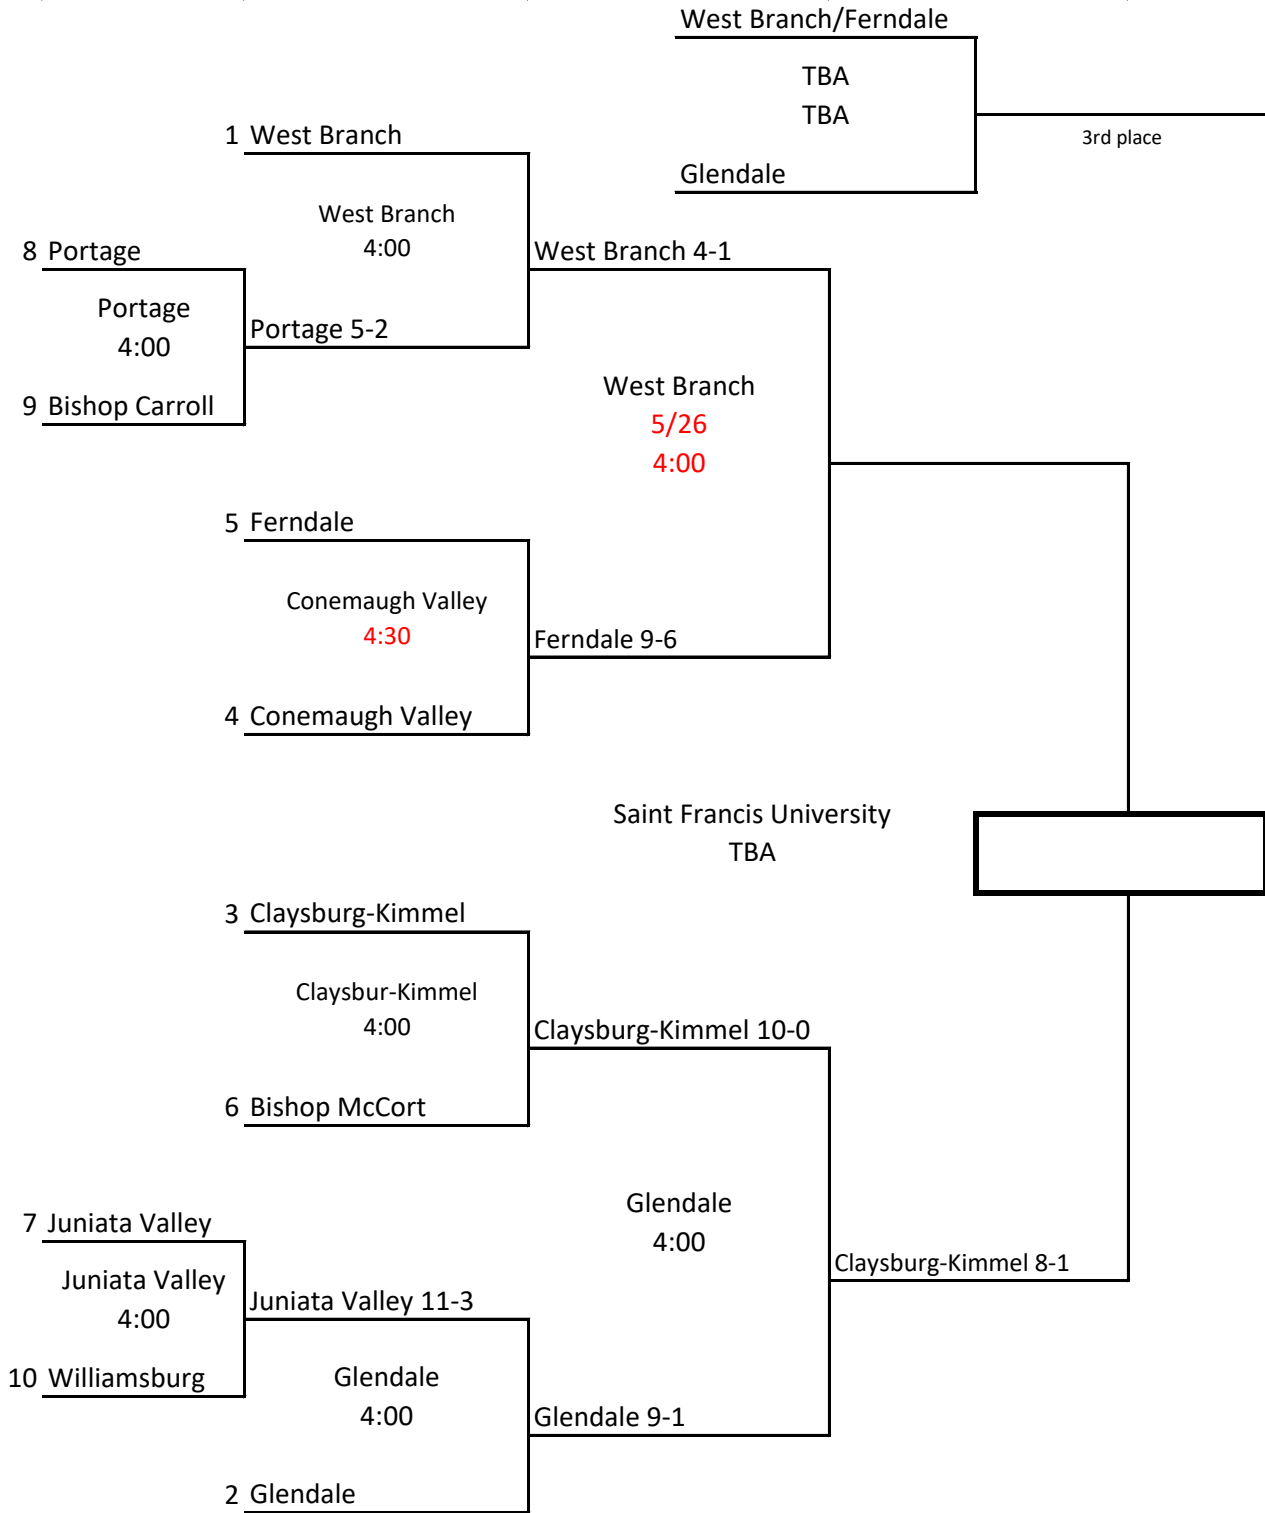 West Branch/Ferndale
TBA
TBA
3rd place
Glendale
1 West Branch
West Branch
4:00
8 Portage
West Branch 4-1
Portage
4:00
Portage 5-2
9 Bishop Carroll
West Branch
5/26
4:00
5 Ferndale
Conemaugh Valley
4:30
Ferndale 9-6
4 Conemaugh Valley
Saint Francis University
TBA
3 Claysburg-Kimmel
Claysbur-Kimmel
4:00
Claysburg-Kimmel 10-0
6 Bishop McCort
Glendale
4:00
7 Juniata Valley
Claysburg-Kimmel 8-1
Juniata Valley
4:00
Juniata Valley 11-3
10 Williamsburg
Glendale
4:00
Glendale 9-1
2 Glendale